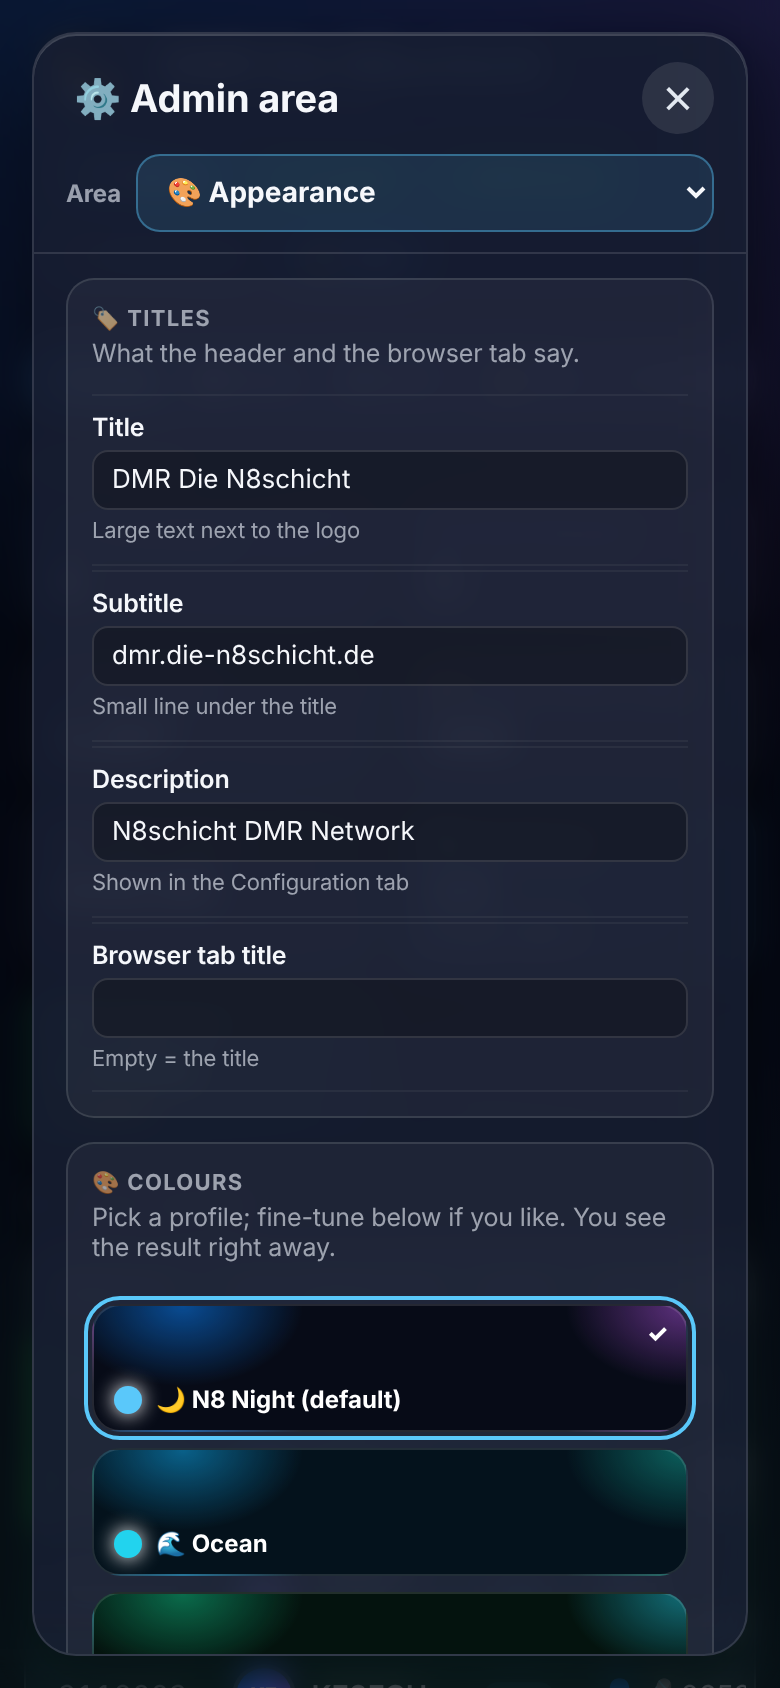 Admin area
Area
Appearance
TITLES
What the header and the browser tab say.
Title
DMR Die N8schicht
Large text next to the logo
Subtitle
dmr.die-n8schicht.de
Small line under the title
Description
N8schicht DMR Network
Shown in the Configuration tab
Browser tab title
Empty = the title
COLOURS
Pick a profile; fine-tune below if you like. You see
the result right away.
N8 Night (default)
Ocean